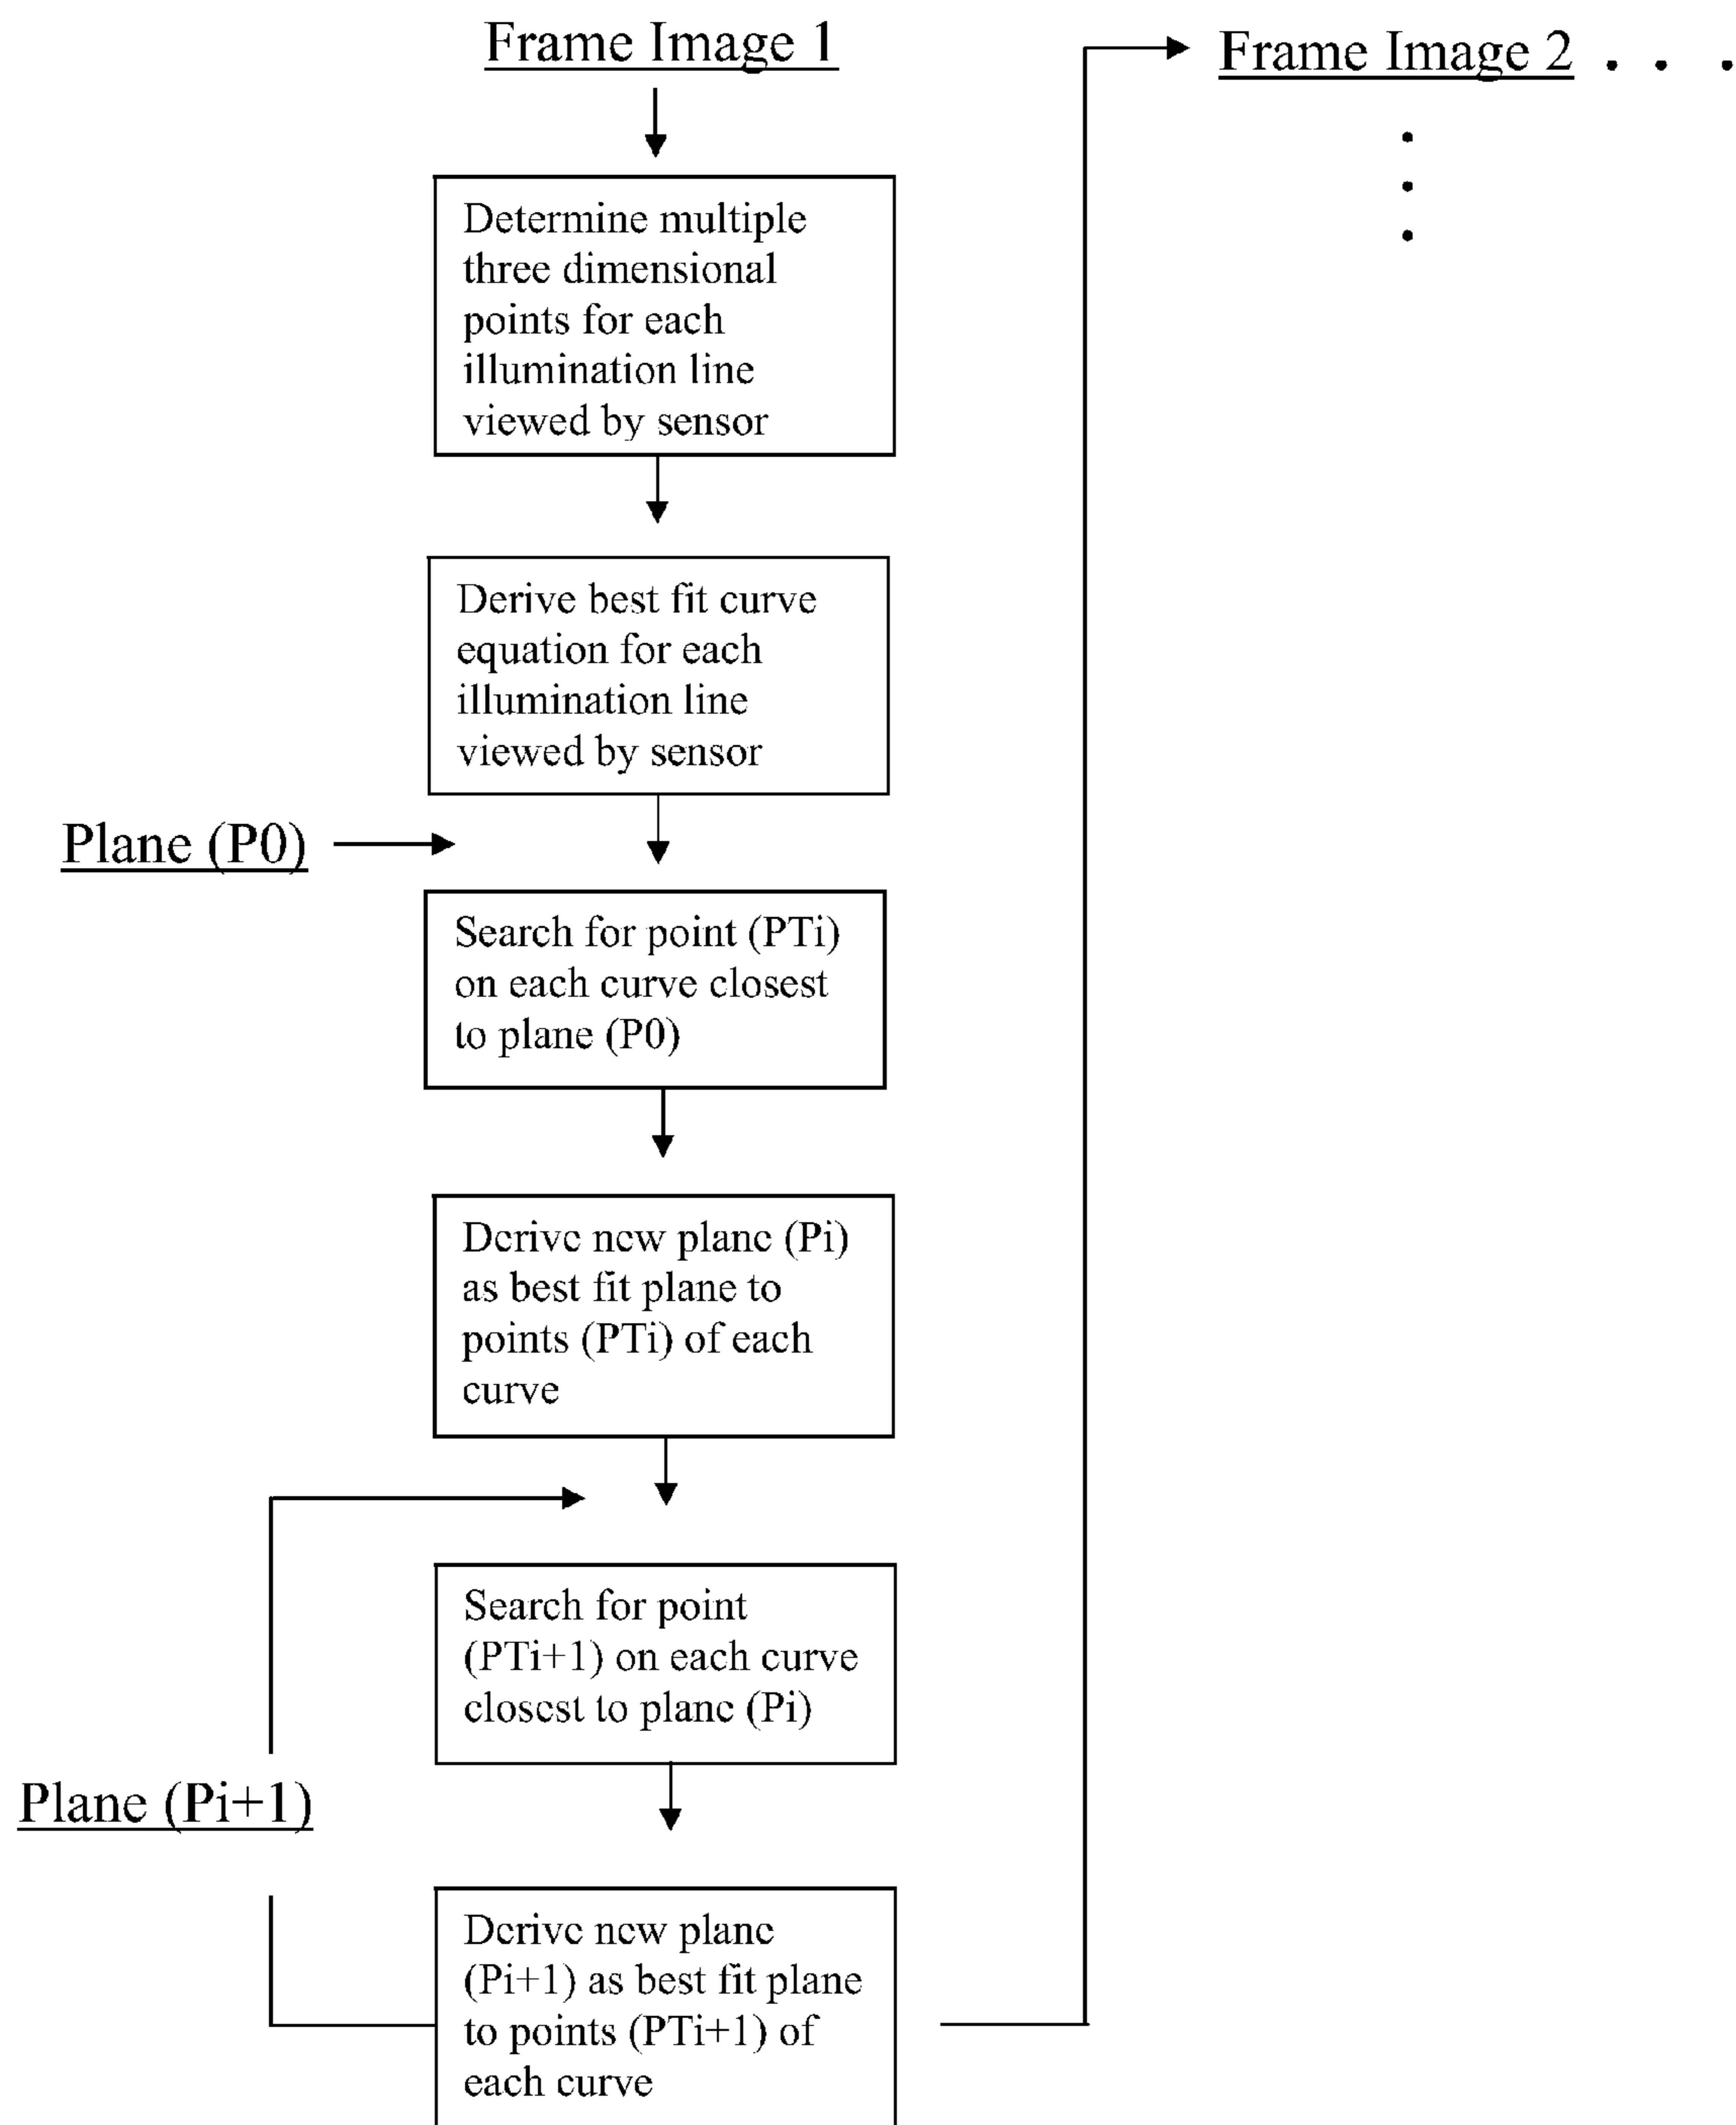 Frame Image 1
Frame Image 2 . . .
Determine multiple
three dimensional
points for each
illumination line
viewed by sensor
Derive best fit curve
equation for each
illumination line
viewed by sensor
Plane (P0)
Search for point (PTi)
on each curve closest
to plane (P0)
Derive new plane (Pi)
as best fit plane to
points (PTi) of each
curve
Search for point
(PTi+1) on each curve
closest to plane (Pi)
Plane (Pi+1)
Derive new plane
(Pi+1) as best fit plane
to points (PTi+1) of
each curve